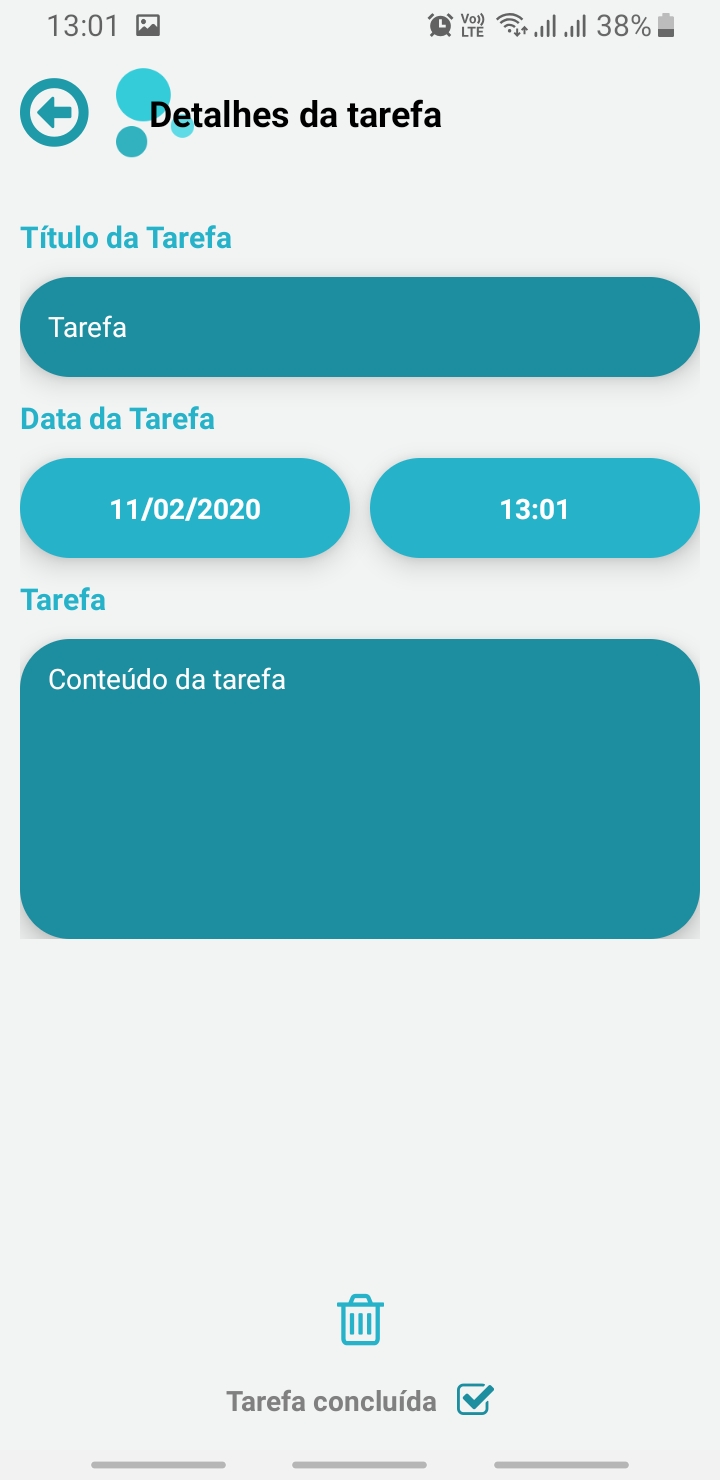 13:01 Vo)) LTE 38%
Detalhes da tarefa
Título da Tarefa
Tarefa
Data da Tarefa
11/02/2020 13:01
Tarefa
Conteúdo da tarefa
Tarefa concluída